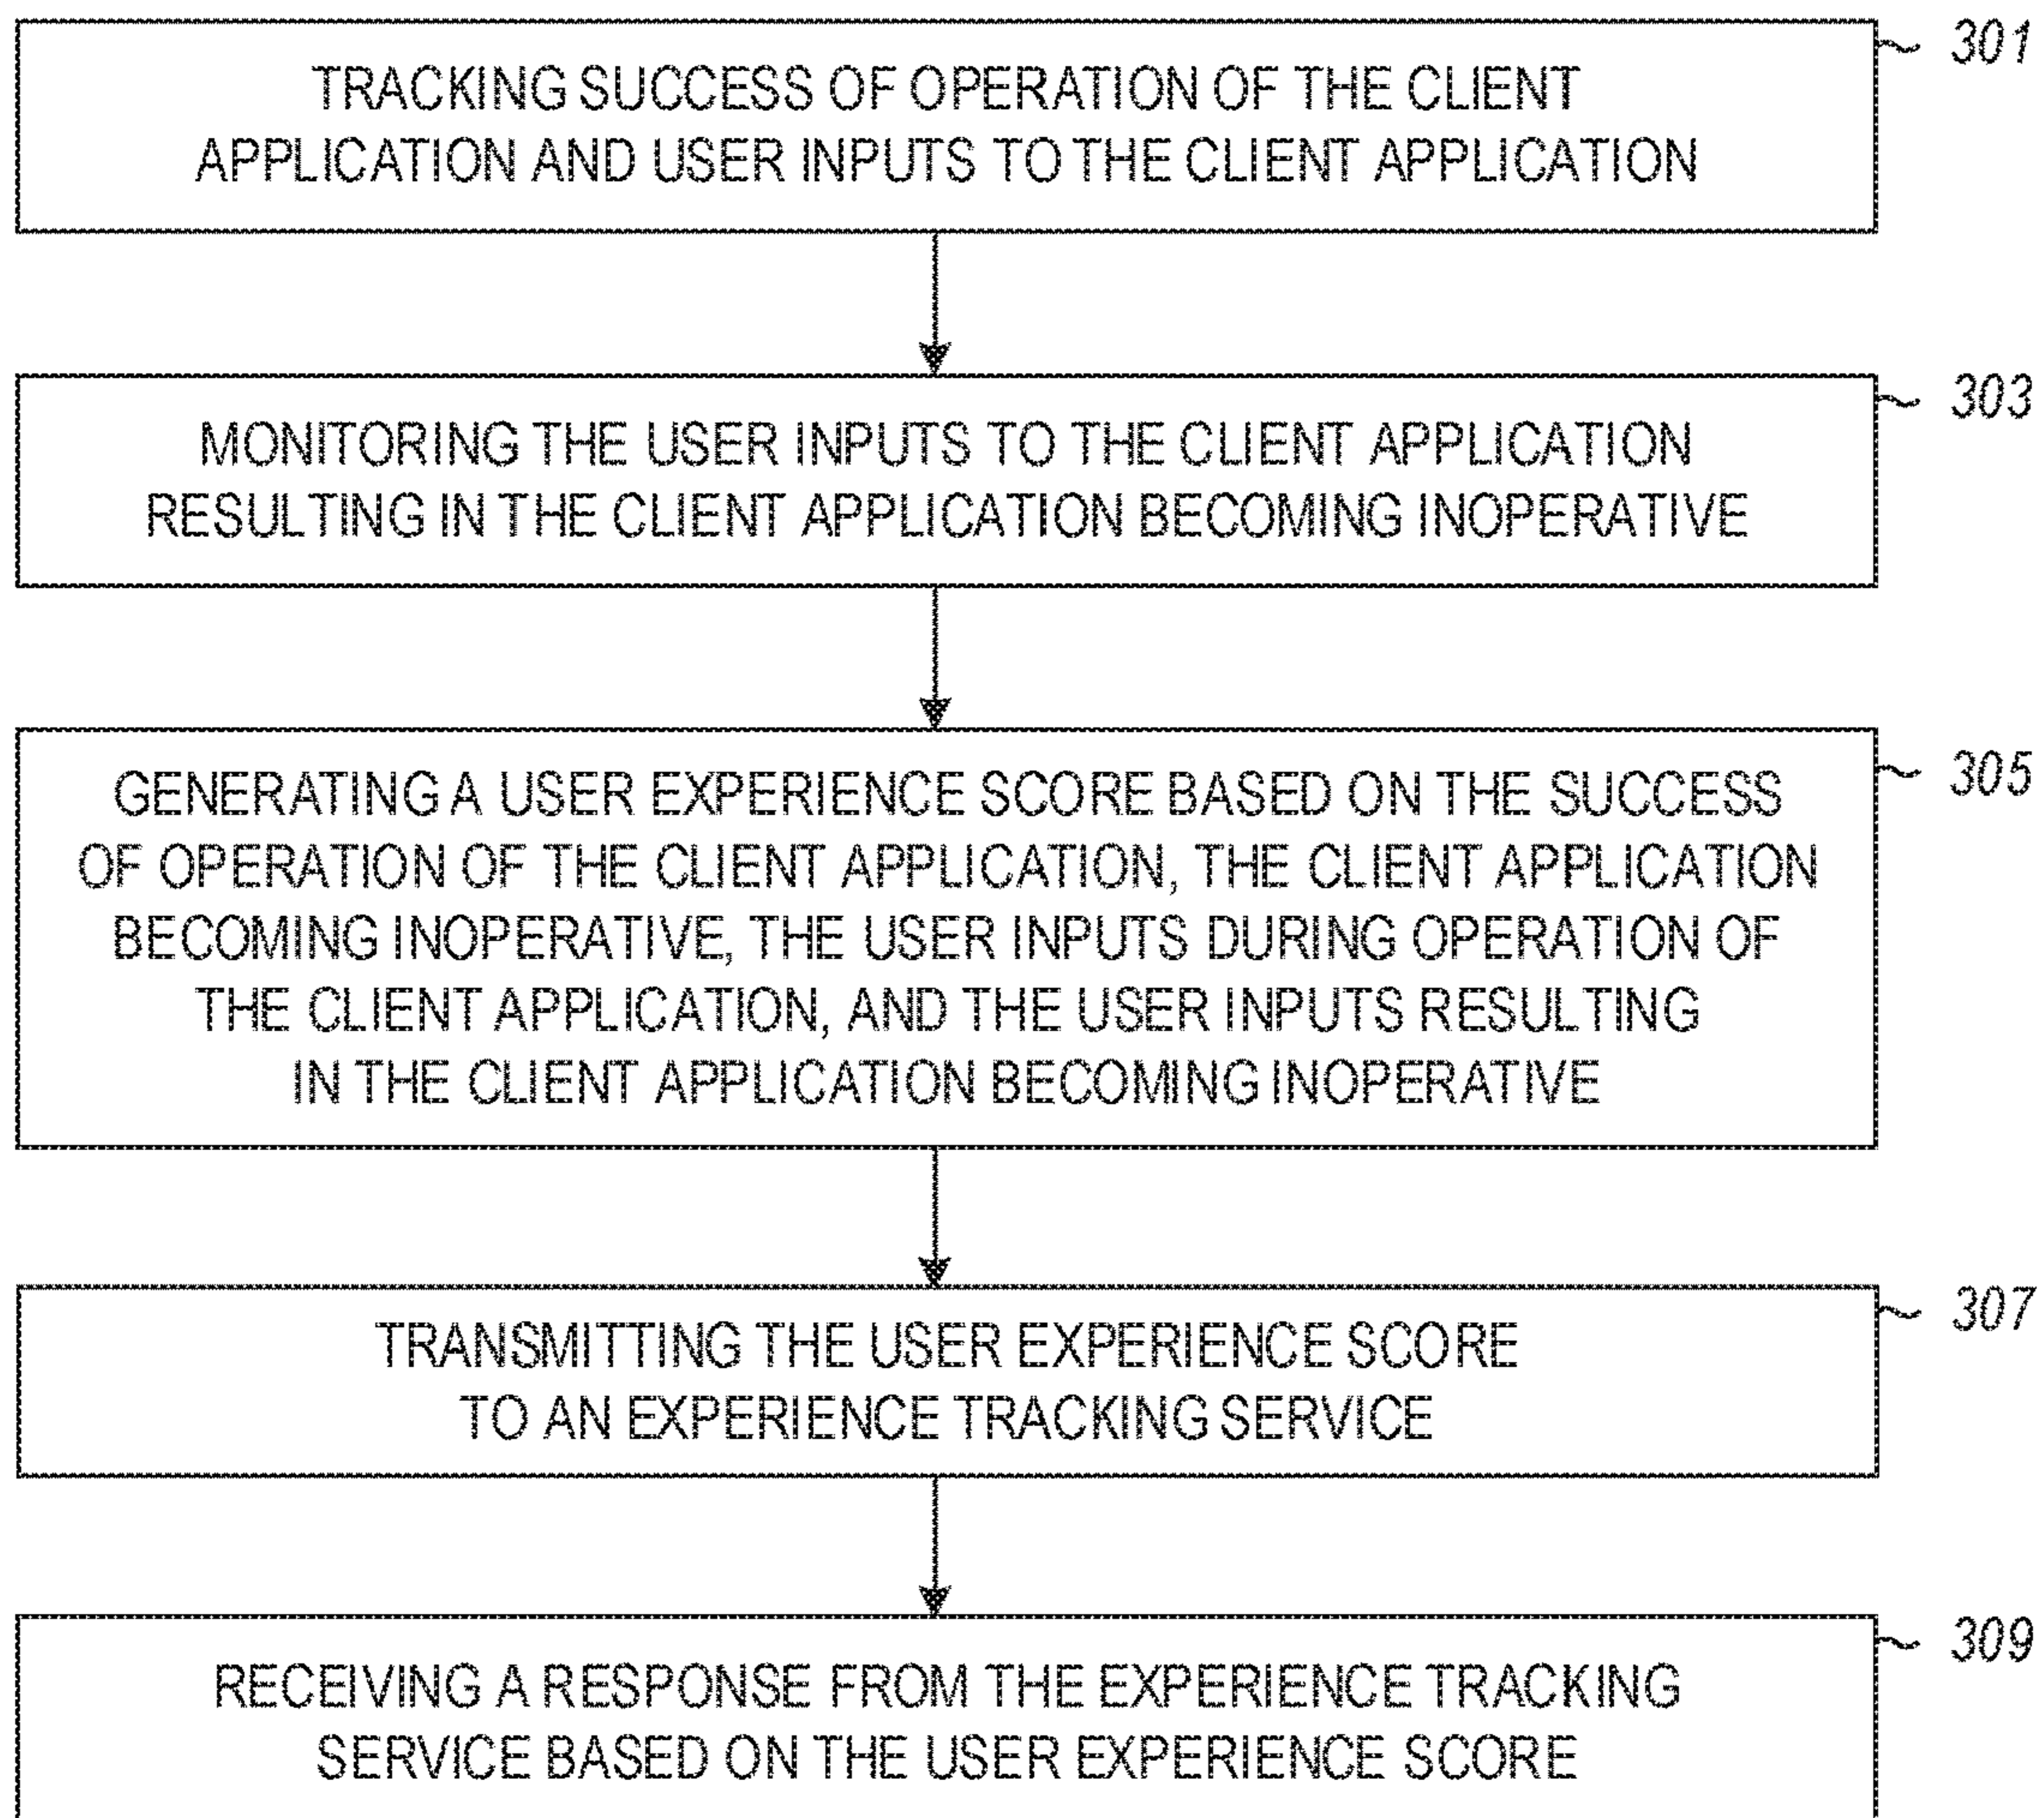 301
TRACKING SUCCESS OF OPERATION OF THE CLIENT
APPLICATION AND USER INPUTS TO THE CLIENT APPLICATION
303
MONITORING THE USER INPUTS TO THE CLIENT APPLICATION
RESULTING IN THE CLIENT APPLICATION BECOMING INOPERATIVE
305
GENERATING A USER EXPERIENCE SCORE BASED ON THE SUCCESS
OF OPERATION OF THE CLIENT APPLICATION, THE CLIENT APPLICATION
BECOMING INOPERATIVE, THE USER INPUTS DURING OPERATION OF
THE CLIENT APPLICATION, AND THE USER INPUTS RESULTING
IN THE CLIENT APPLICATION BECOMING INOPERATIVE
307
TRANSMITTING THE USER EXPERIENCE SCORE
TO AN EXPERIENCE TRACKING SERVICE
309
RECEIVING A RESPONSE FROM THE EXPERIENCE TRACKING
SERVICE BASED ON THE USER EXPERIENCE SCORE